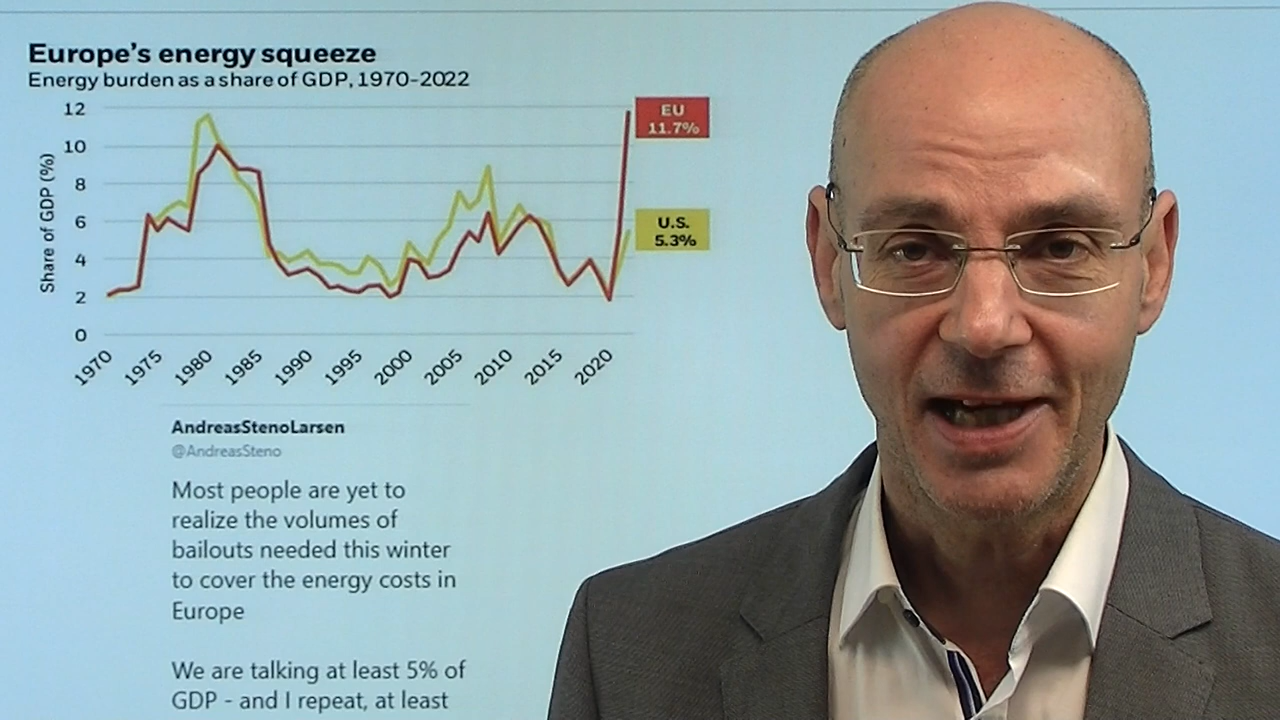 Europe's energy squeeze
Energy burden as a share of GDP, 1970-2022
Share of GDP (%)
12
10
8
6
4
2
0
1970
1975
1980
1985
1990
1995
2000
2005
2010
2015
2020
EU
11.7%
U.S.
5.3%
AndreasStenoLarsen
@AndreasSteno
Most people are yet to
realize the volumes of
bailouts needed this winter
to cover the energy costs in
Europe
We are talking at least 5% of
GDP - and I repeat, at least